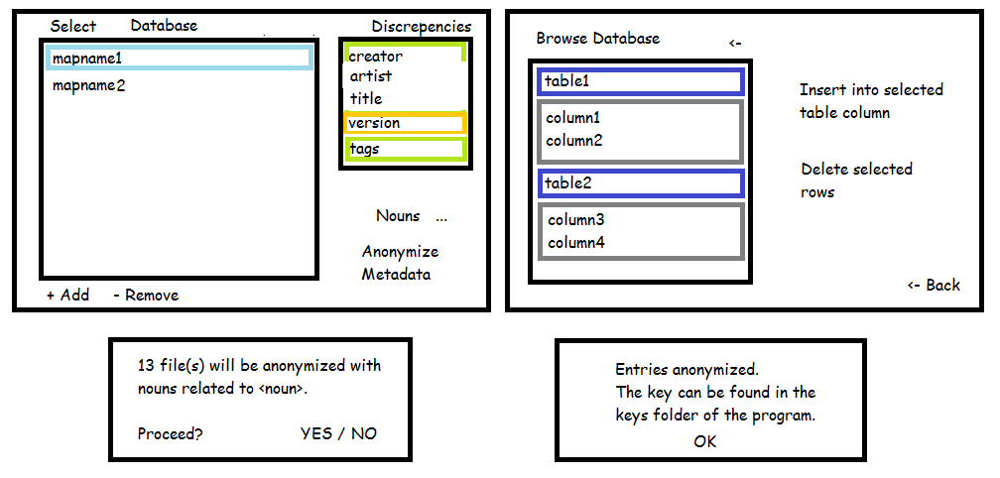 Select Database Discrepencies
mapname1
mapname2
creator
artist
title
version
tags
Nouns ...
Anonymize
Metadata
+ Add - Remove
Browse Database <-
table1
column1
column2
table2
column3
column4
Insert into selected
table column
Delete selected
rows
<- Back
13 file(s) will be anonymized with
nouns related to <noun>.
Proceed? YES / NO
Entries anonymized.
The key can be found in the
keys folder of the program.
OK